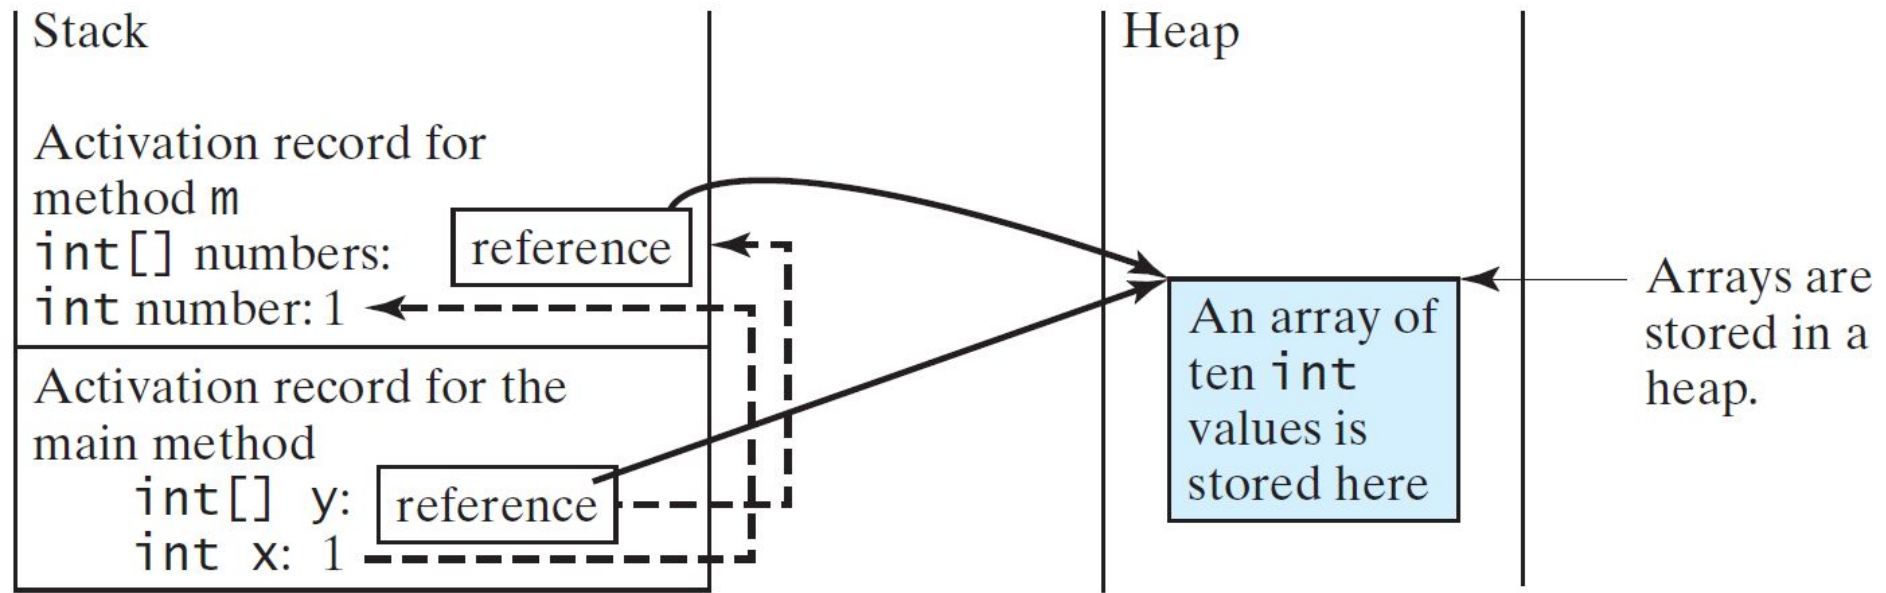 Stack
Activation record for
method m
int[] numbers:
reference
int number: 1
Activation record for the
main method
int[] y:
reference
int x: 1
Heap
An array of
ten int
values is
stored here
Arrays are
stored in a
heap.